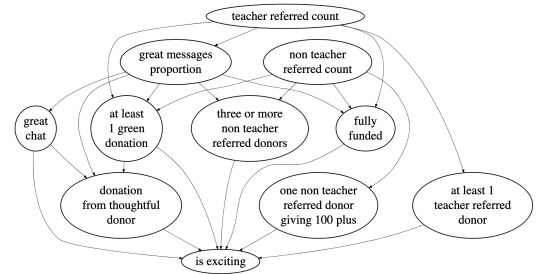 teacher referred count
great messages
proportion
non teacher
referred count
great
chat
at least
1 green
donation
three or more
non teacher
referred donors
fully
funded
donation
from thoughtful
donor
one non teacher
referred donor
giving 100 plus
at least 1
teacher referred
donor
is exciting